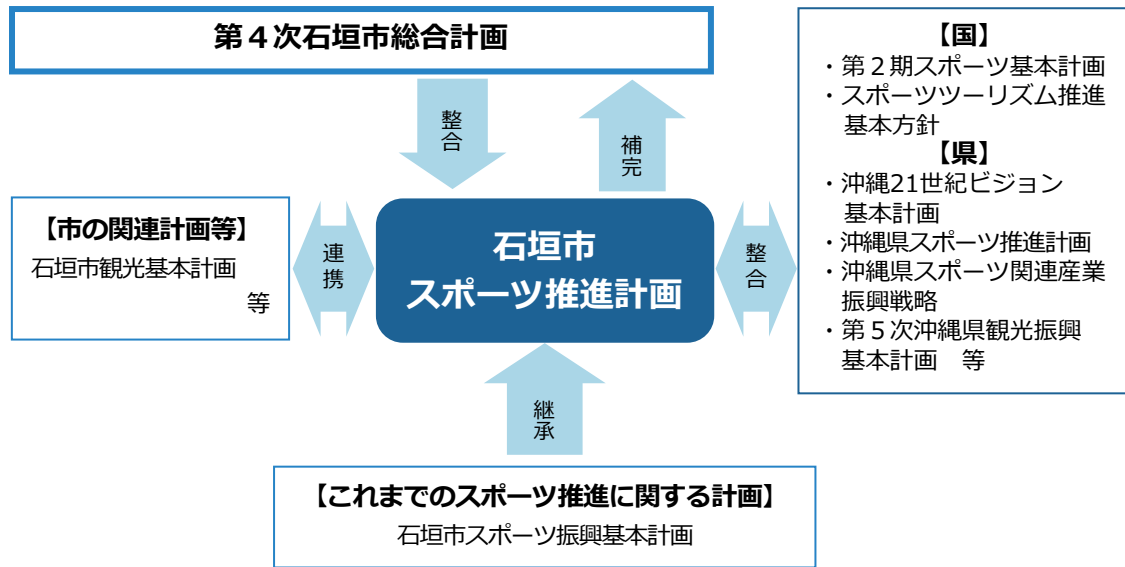 第４次石垣市総合計画
整合
補完
【国】
・第２期スポーツ基本計画
・スポーツツーリズム推進
基本方針
【県】
・沖縄21世紀ビジョン
基本計画
・沖縄県スポーツ推進計画
・沖縄県スポーツ関連産業
振興戦略
・第５次沖縄県観光振興
基本計画　等
【市の関連計画等】
石垣市観光基本計画
等
連携
石垣市
スポーツ推進計画
整合
継承
【これまでのスポーツ推進に関する計画】
石垣市スポーツ振興基本計画